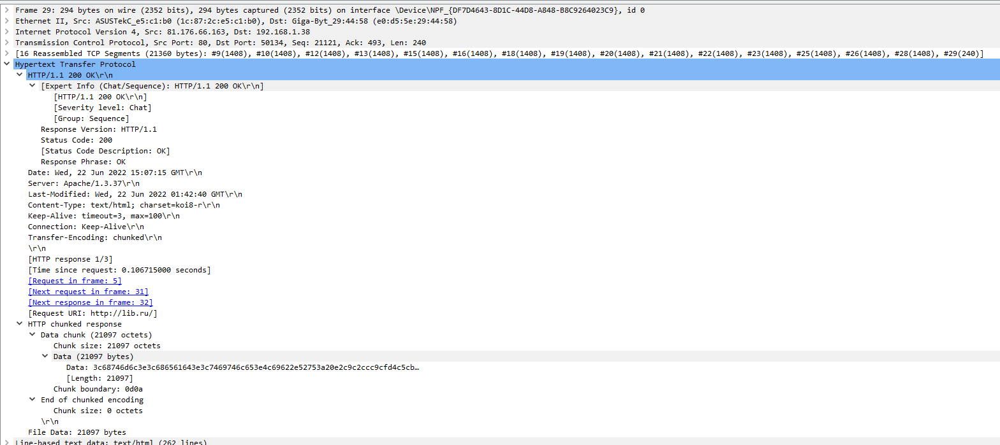 Frame 29: 294 bytes on wire (2352 bits), 294 bytes captured (2352 bits) on interface \Device\NPF_{DF7D4643-8D1C-44D8-A848-B8C9264023C9}, id 0
Ethernet II, Src: ASUSTekC_e5:c1:b0 (1c:87:2c:e5:c1:b0), Dst: Giga-Byt_29:44:58 (e0:d5:5e:29:44:58)
Internet Protocol Version 4, Src: 81.176.66.163, Dst: 192.168.1.38
Transmission Control Protocol, Src Port: 80, Dst Port: 50134, Seq: 21121, Ack: 493, Len: 240
[16 Reassembled TCP Segments (21360 bytes): #9(1408), #10(1408), #12(1408), #13(1408), #15(1408), #16(1408), #18(1408), #19(1408), #20(1408), #21(1408), #22(1408), #23(1408), #25(1408), #26(1408), #28(1408), #29(240)]
Hypertext Transfer Protocol
HTTP/1.1 200 OK\r\n
[Expert Info (Chat/Sequence): HTTP/1.1 200 OK\r\n]
[HTTP/1.1 200 OK\r\n]
[Severity level: Chat]
[Group: Sequence]
Response Version: HTTP/1.1
Status Code: 200
[Status Code Description: OK]
Response Phrase: OK
Date: Wed, 22 Jun 2022 15:07:15 GMT\r\n
Server: Apache/1.3.37\r\n
Last-Modified: Wed, 22 Jun 2022 01:42:40 GMT\r\n
Content-Type: text/html; charset=koi8-r\r\n
Keep-Alive: timeout=3, max=100\r\n
Connection: Keep-Alive\r\n
Transfer-Encoding: chunked\r\n
\r\n
[HTTP response 1/3]
[Time since request: 0.106715000 seconds]
[Request in frame: 5]
[Next request in frame: 31]
[Next response in frame: 32]
[Request URI: http://lib.ru/]
HTTP chunked response
Data chunk (21097 octets)
Chunk size: 21097 octets
Data (21097 bytes)
Data: 3c68746d6c3e3c686561643e3c7469746c653e4c69622e52753a20e2c9c2ccc9cfd4c5cb…
[Length: 21097]
Chunk boundary: 0d0a
End of chunked encoding
Chunk size: 0 octets
\r\n
File Data: 21097 bytes
Line-based text data: text/html (262 lines)